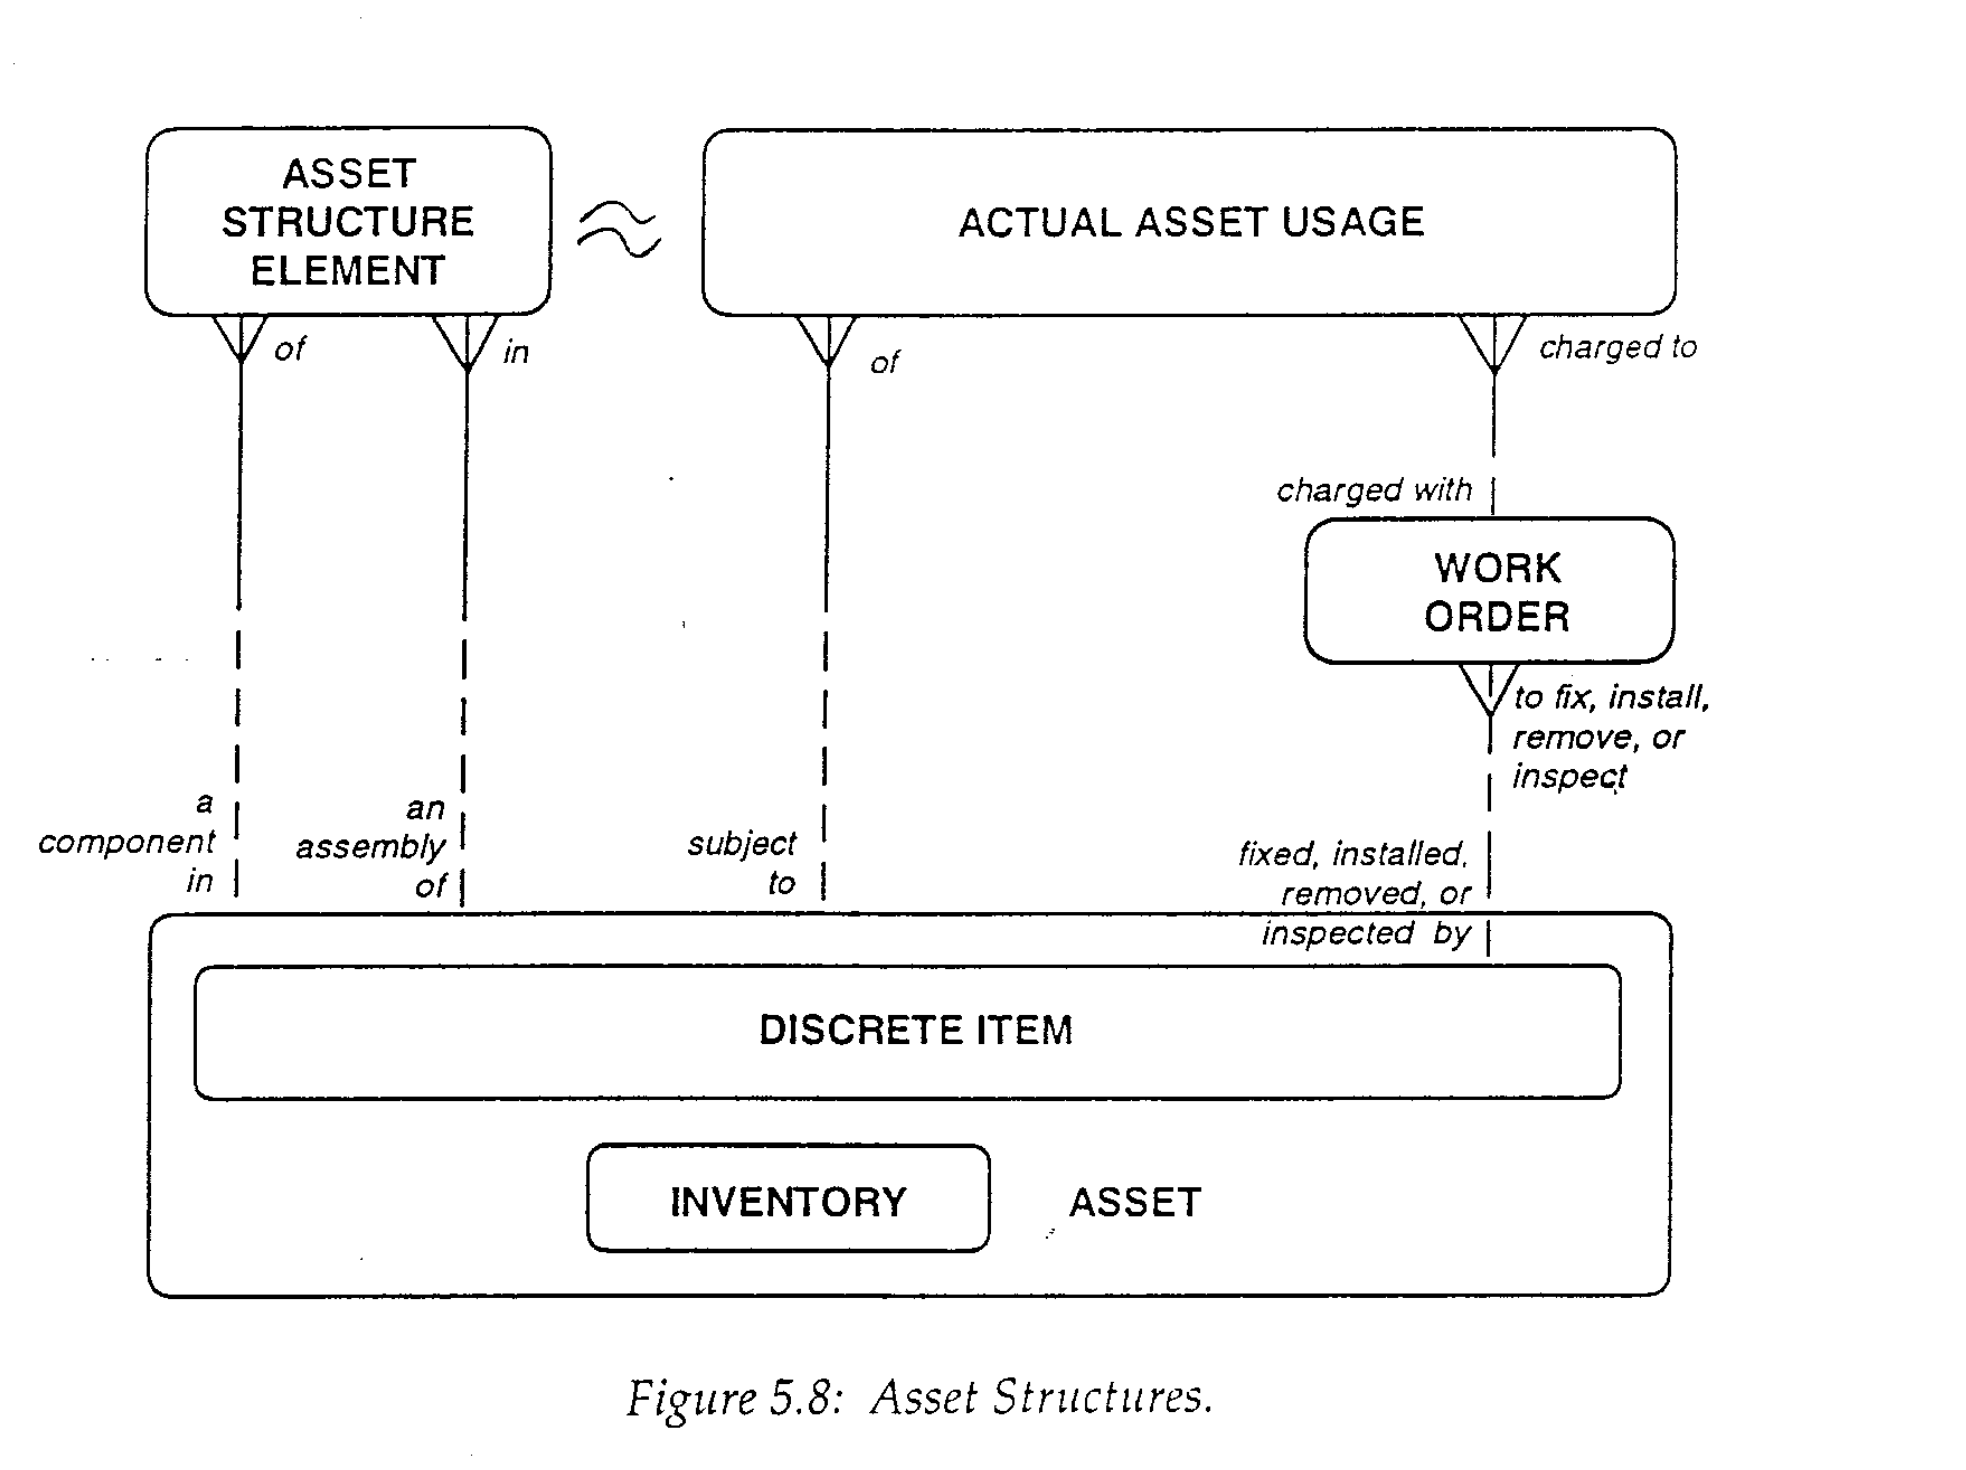 ASSET
STRUCTURE
ELEMENT
ACTUAL ASSET USAGE
of
in
of
charged to
charged with
WORK
ORDER
to fix, install,
remove, or
inspect
a
component
in
an
assembly
of
subject
to
fixed, installed,
removed, or
inspected by
DISCRETE ITEM
INVENTORY
ASSET
Figure 5.8: Asset Structures.